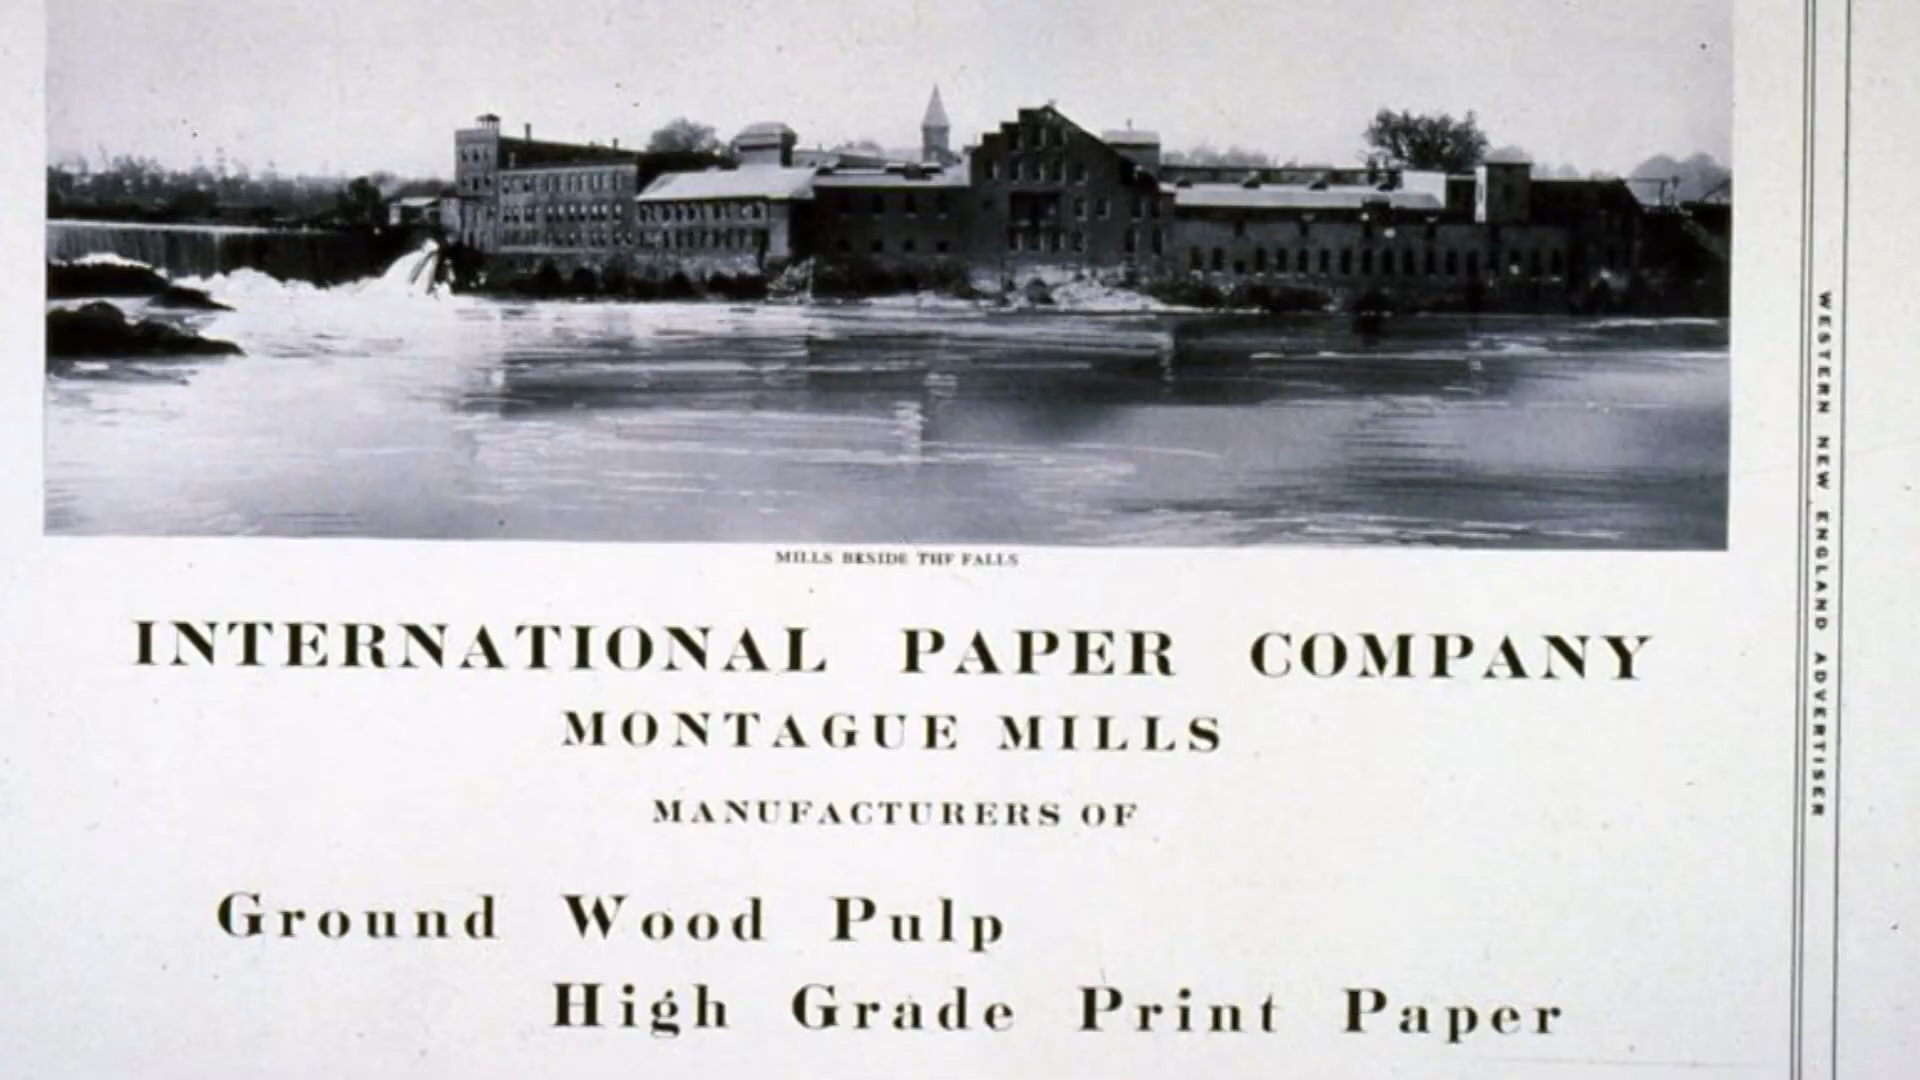 MILLS BESIDE THE FALLS
INTERNATIONAL PAPER COMPANY
MONTAGUE MILLS
MANUFACTURERS OF
Ground Wood Pulp
High Grade Print Paper
WESTERN NEW ENGLAND ADVERTISER